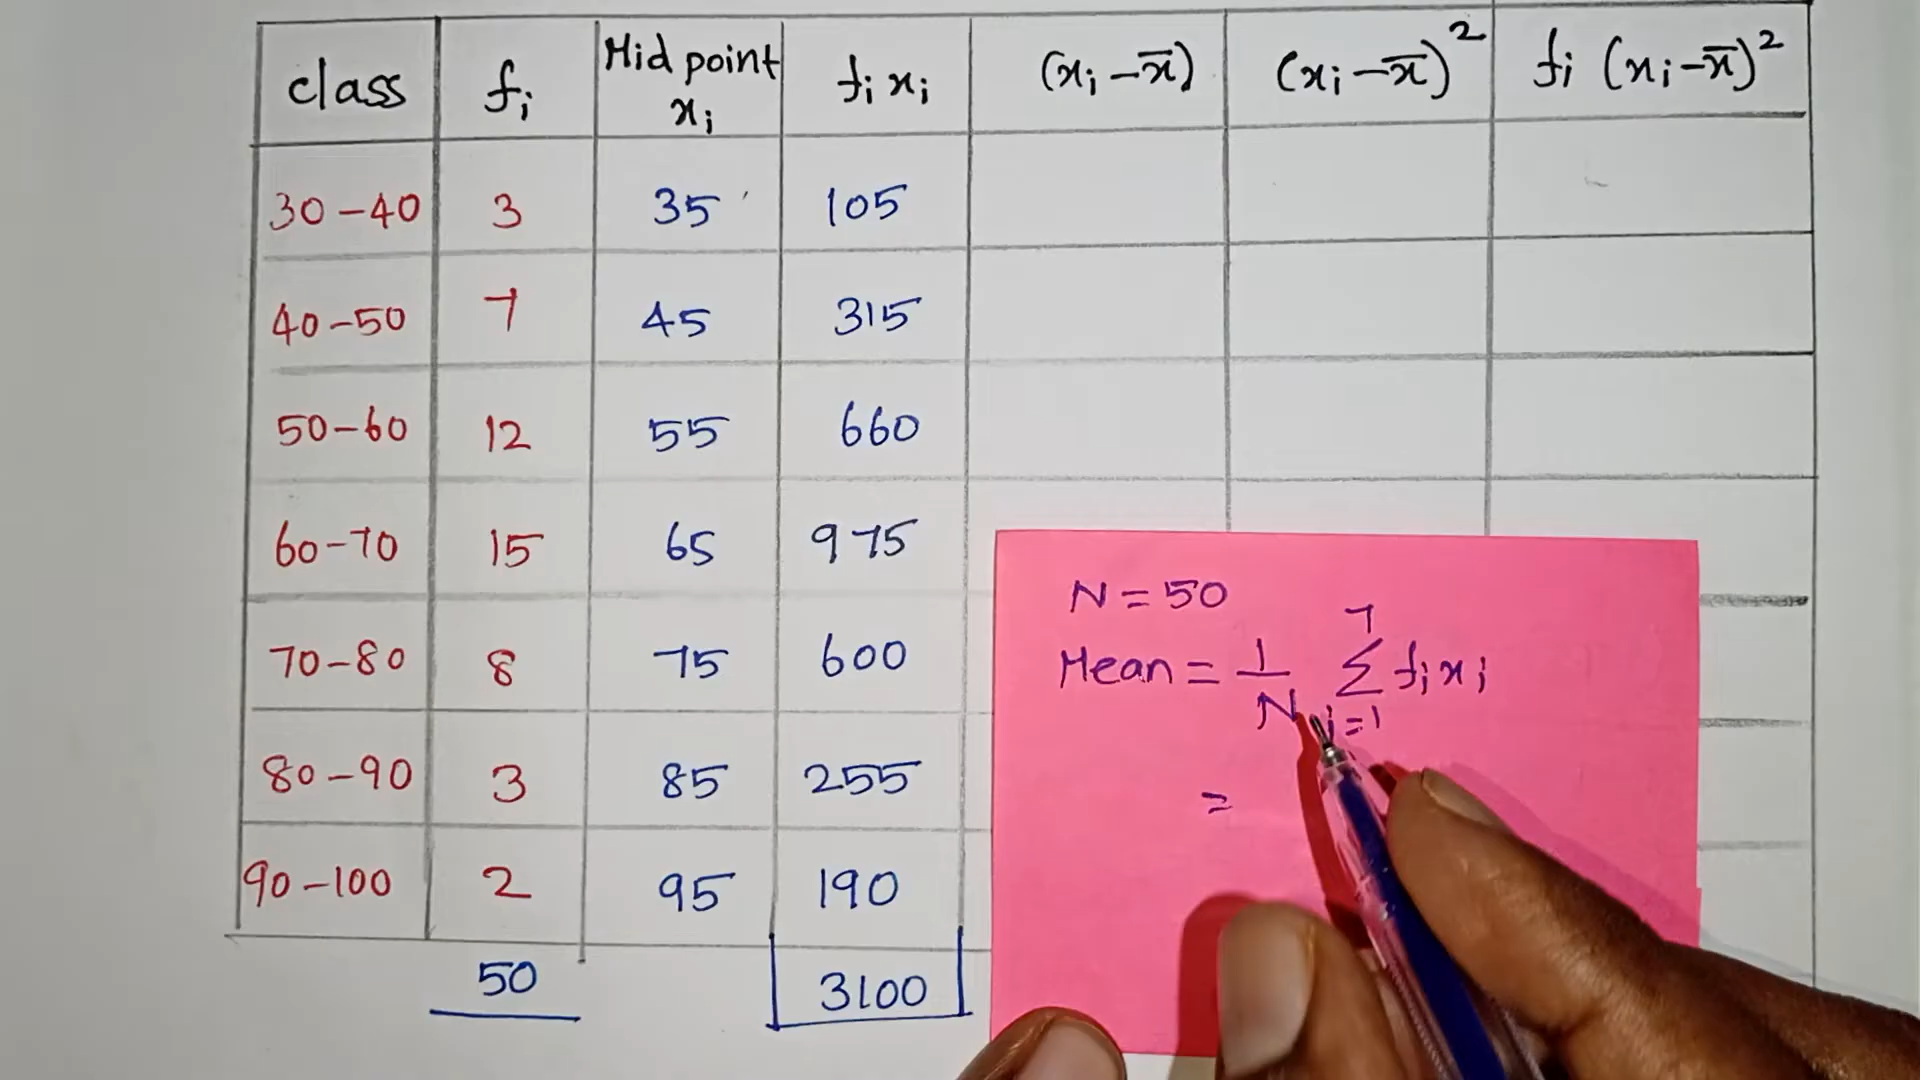 class fᵢ Mid point xᵢ fᵢ xᵢ (xᵢ – x̄) (xᵢ – x̄)² fᵢ (xᵢ – x̄)²
30 – 40 3 35 105
40 – 50 7 45 315
50 – 60 12 55 660
60 – 70 15 65 975
70 – 80 8 75 600
80 – 90 3 85 255
90 – 100 2 95 190
50 3100
N = 50
Mean = 1/N ⁷Σᵢ₌₁ fᵢ xᵢ
=